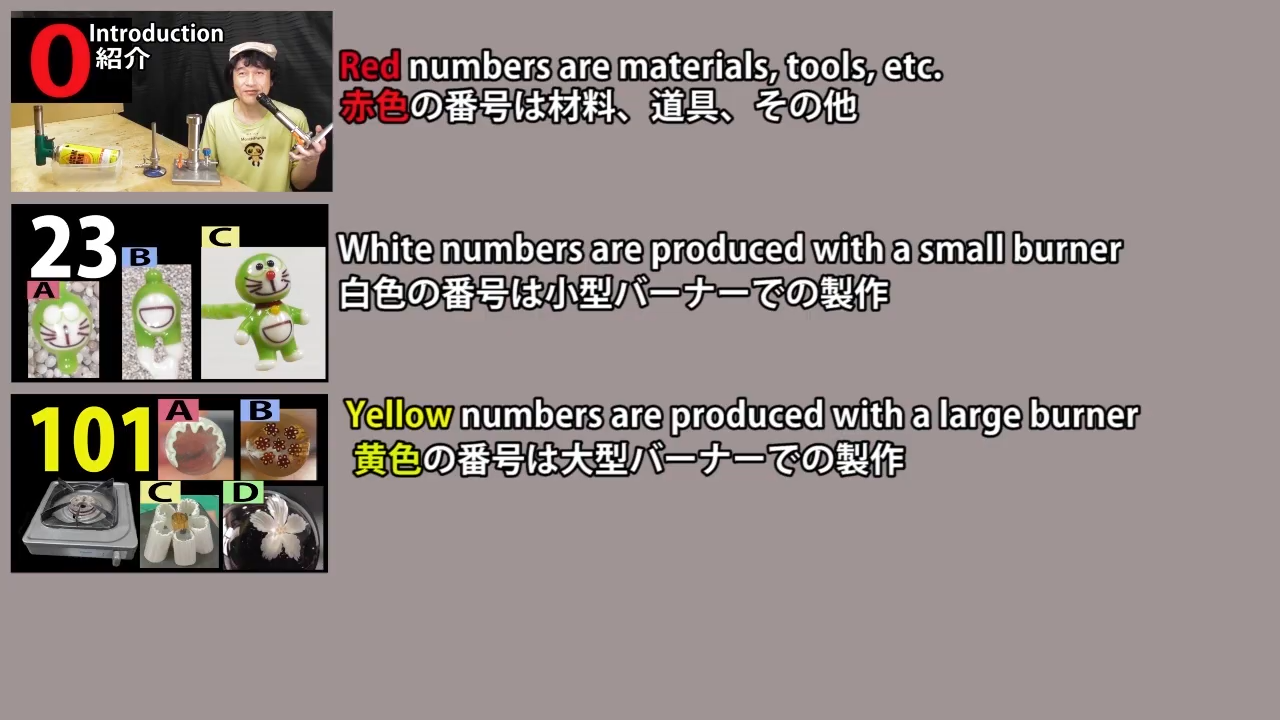 0
Introduction
紹介
Red numbers are materials, tools, etc.
赤色の番号は材料、道具、その他
23
A
B
C
White numbers are produced with a small burner
白色の番号は小型バーナーでの製作
101
A
B
C
D
Yellow numbers are produced with a large burner
黄色の番号は大型バーナーでの製作